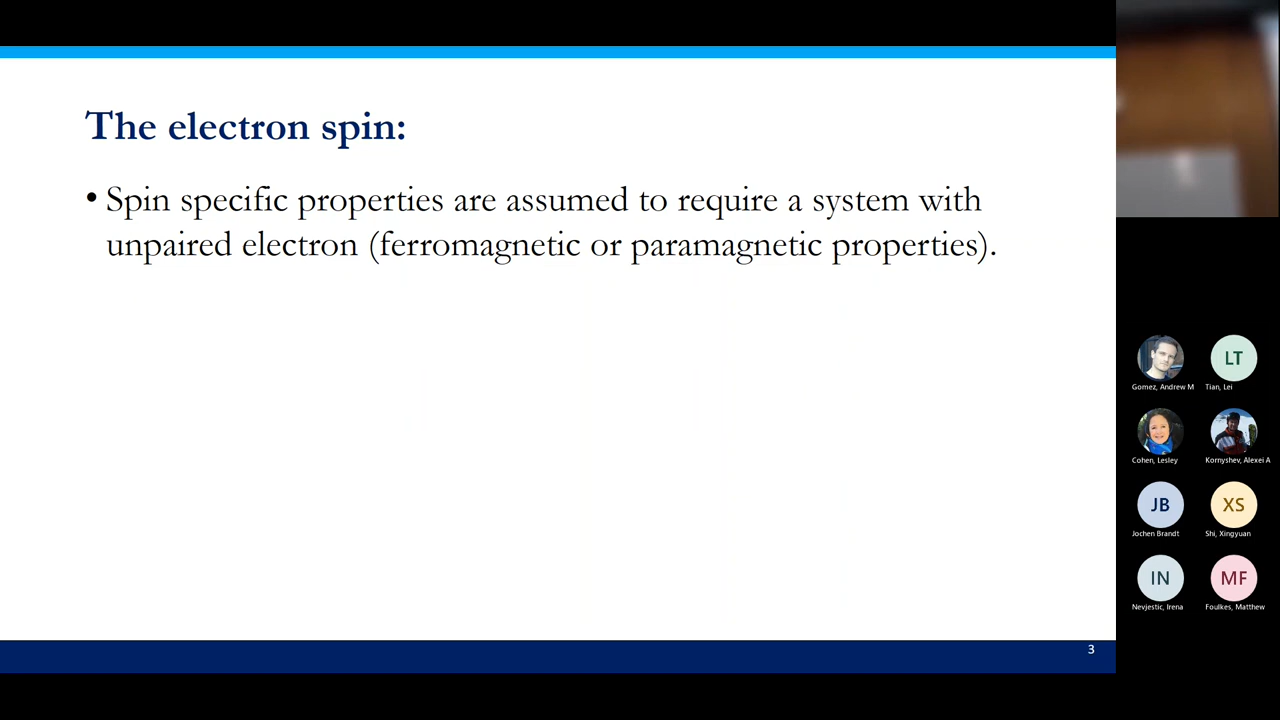 The electron spin:
• Spin specific properties are assumed to require a system with
unpaired electron (ferromagnetic or paramagnetic properties).
3
LT
Gomez, Andrew M
Tian, Lei
Cohen, Lesley
Kornyshev, Alexei A
JB
XS
Jochen Brandt
Shi, Xingyuan
IN
MF
Nevjestic, Irena
Foulkes, Matthew